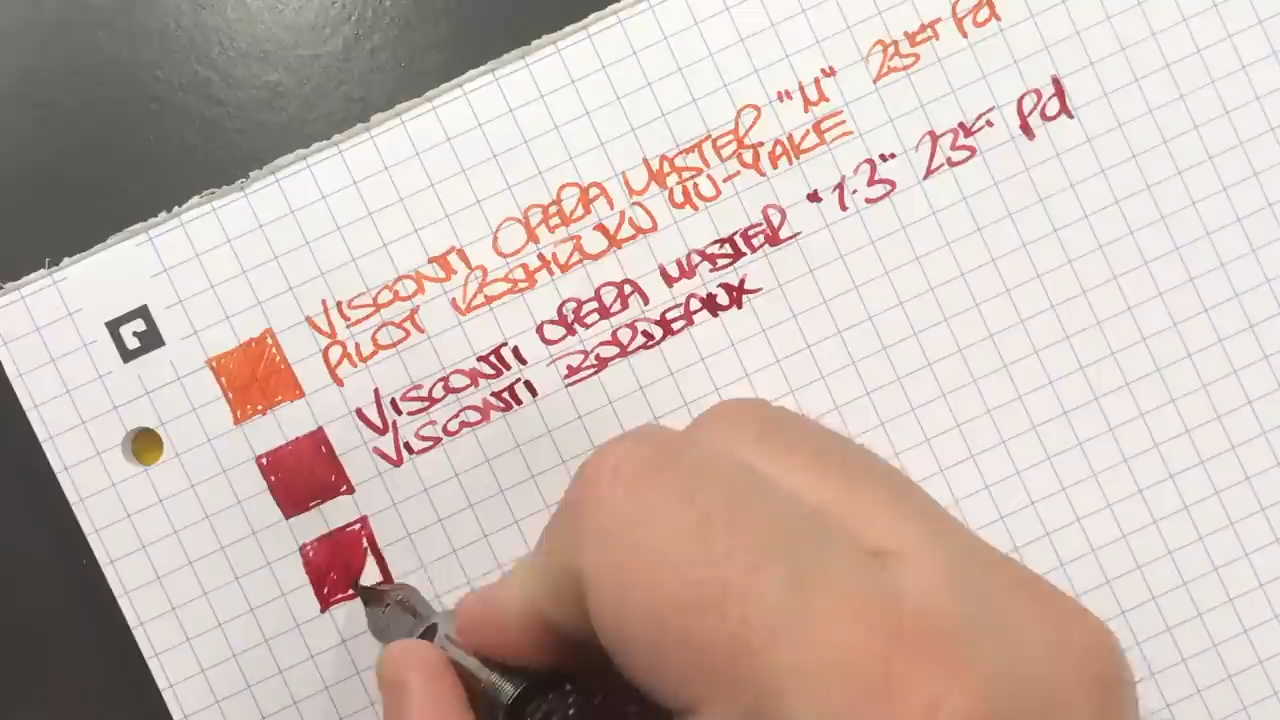 VISCONTI OPERA MASTER "M" 23KT Pd
PILOT IROSHIZUKU YU-YAKE
VISCONTI OPERA MASTER "1.3" 23KT Pd
VISCONTI BORDEAUX